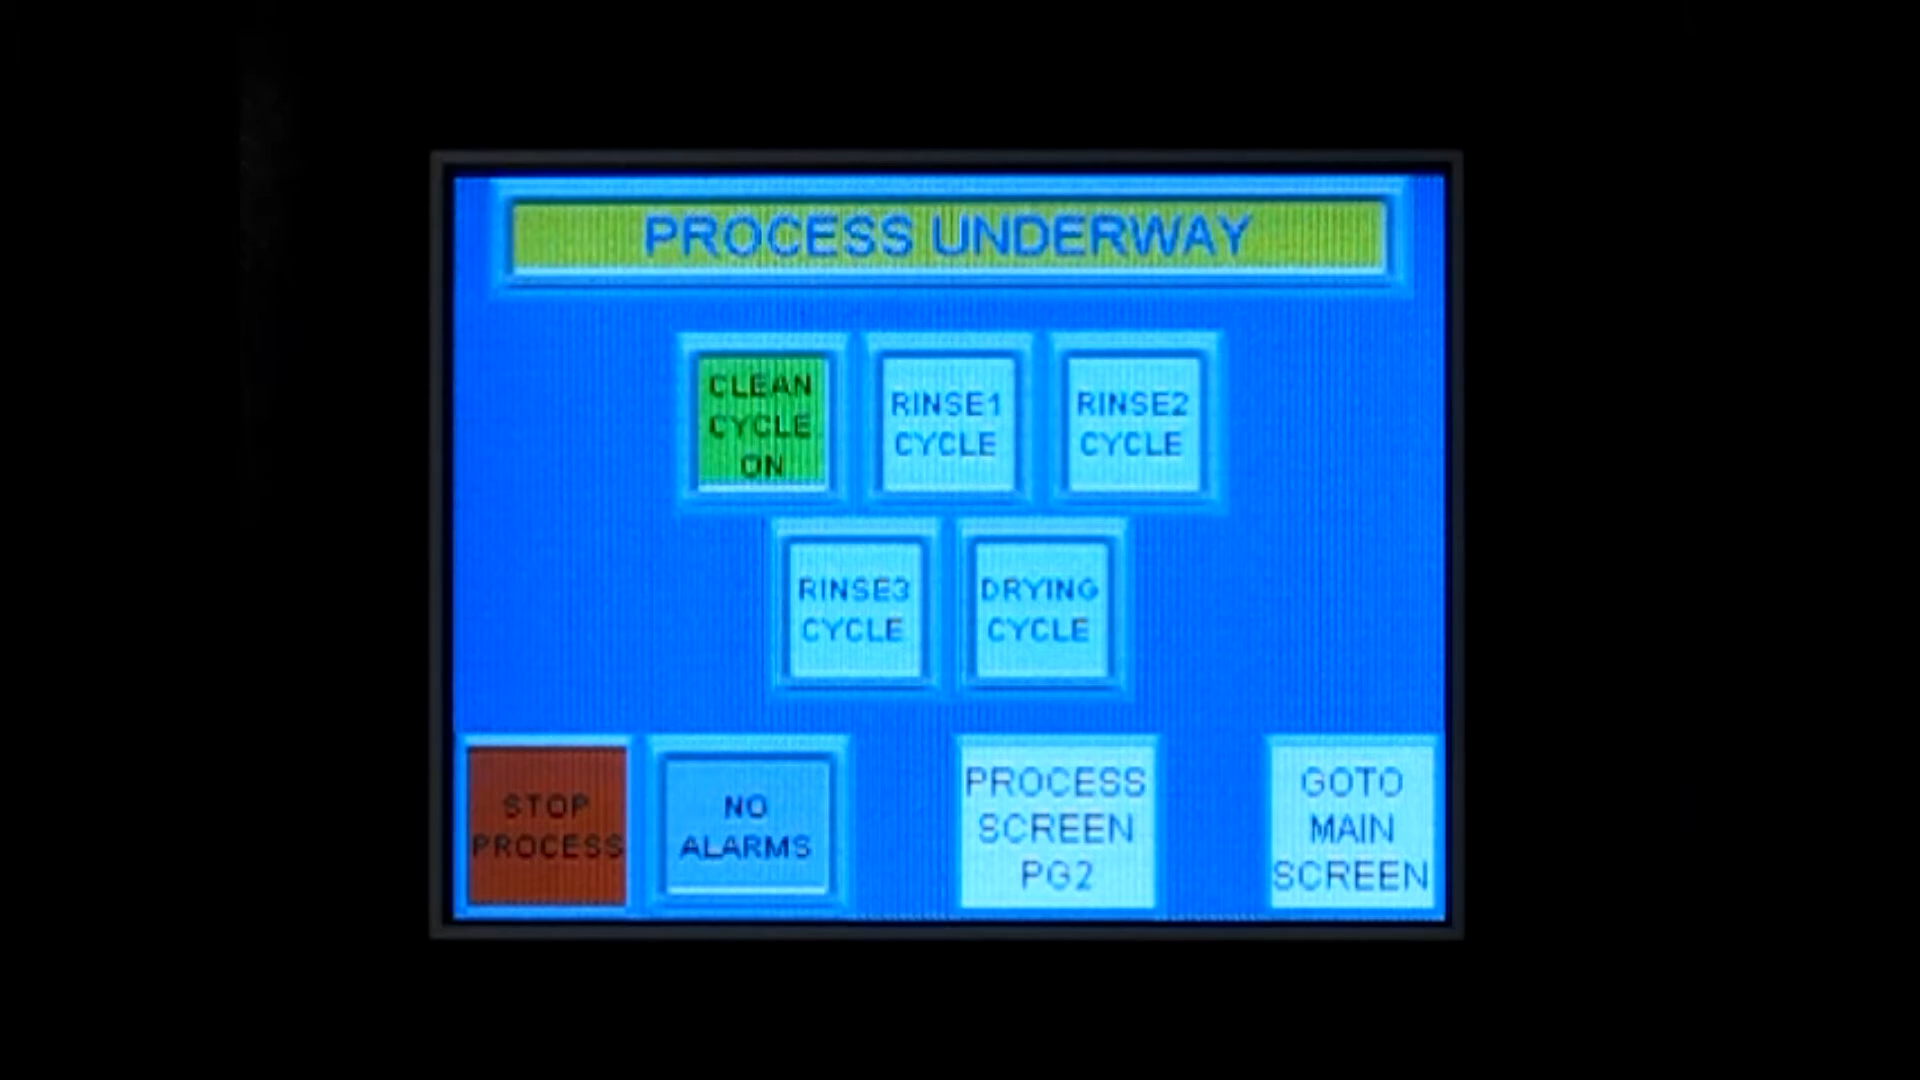 PROCESS UNDERWAY
CLEAN
CYCLE
ON
RINSE1
CYCLE
RINSE2
CYCLE
RINSE3
CYCLE
DRYING
CYCLE
STOP
PROCESS
NO
ALARMS
PROCESS
SCREEN
PG2
GOTO
MAIN
SCREEN